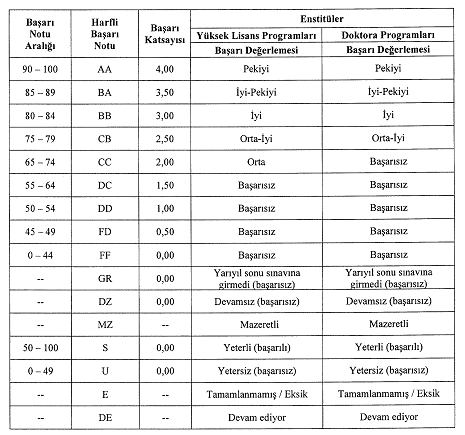 Başarı Notu Aralığı | Harfli Başarı Notu | Başarı Katsayısı | Enstitüler
Yüksek Lisans Programları | Doktora Programları
Başarı Değerlemesi | Başarı Değerlemesi
90 – 100 | AA | 4,00 | Pekiyi | Pekiyi
85 – 89 | BA | 3,50 | İyi-Pekiyi | İyi-Pekiyi
80 – 84 | BB | 3,00 | İyi | İyi
75 – 79 | CB | 2,50 | Orta-İyi | Orta-İyi
65 – 74 | CC | 2,00 | Orta | Başarısız
55 – 64 | DC | 1,50 | Başarısız | Başarısız
50 – 54 | DD | 1,00 | Başarısız | Başarısız
45 – 49 | FD | 0,50 | Başarısız | Başarısız
0 – 44 | FF | 0,00 | Başarısız | Başarısız
-- | GR | 0,00 | Yarıyıl sonu sınavına girmedi (başarısız) | Yarıyıl sonu sınavına girmedi (başarısız)
-- | DZ | 0,00 | Devamsız (başarısız) | Devamsız (başarısız)
-- | MZ | -- | Mazeretli | Mazeretli
50 – 100 | S | 0,00 | Yeterli (başarılı) | Yeterli (başarılı)
0 – 49 | U | 0,00 | Yetersiz (başarısız) | Yetersiz (başarısız)
-- | E | -- | Tamamlanmamış / Eksik | Tamamlanmamış / Eksik
-- | DE | -- | Devam ediyor | Devam ediyor